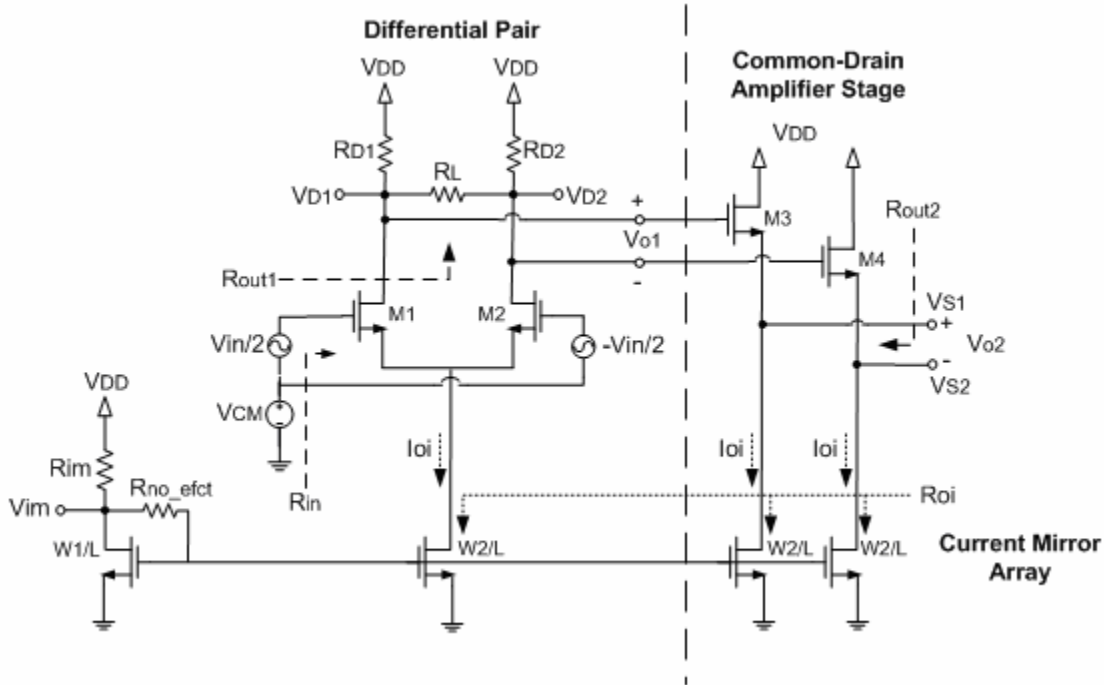 Differential Pair
Common-Drain
Amplifier Stage
VDD
VDD
VDD
RD1
RD2
RL
VD1
VD2
+
Vo1
-
M3
M4
Rout2
Rout1
M1
M2
VS1
+
Vo2
-
VS2
Vin/2
-Vin/2
VDD
VCM
+
-
Rim
Rno_efct
Rin
Ioi
Ioi
Ioi
Roi
Vim
W1/L
W2/L
W2/L
W2/L
Current Mirror
Array